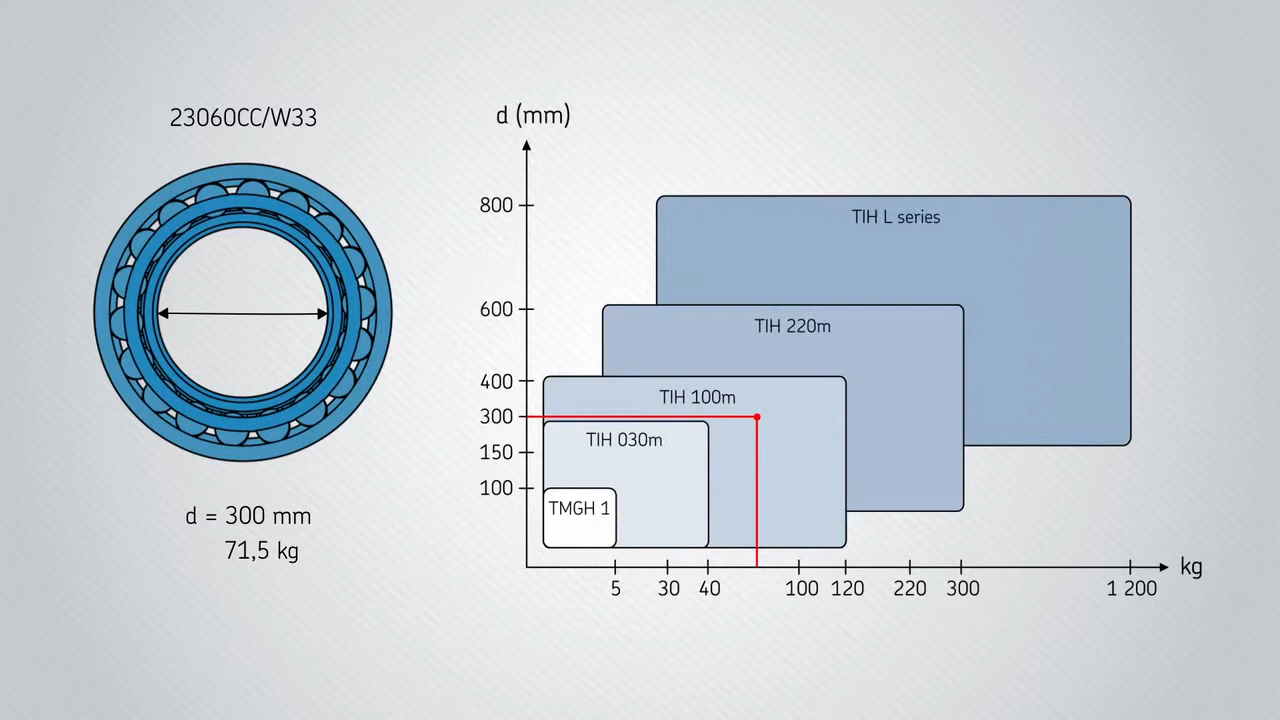 23060CC/W33
d = 300 mm
71,5 kg
d (mm)
800
600
400
300
150
100
TIH L series
TIH 220m
TIH 100m
TIH 030m
TMGH 1
5 30 40 100 120 220 300 1 200
kg